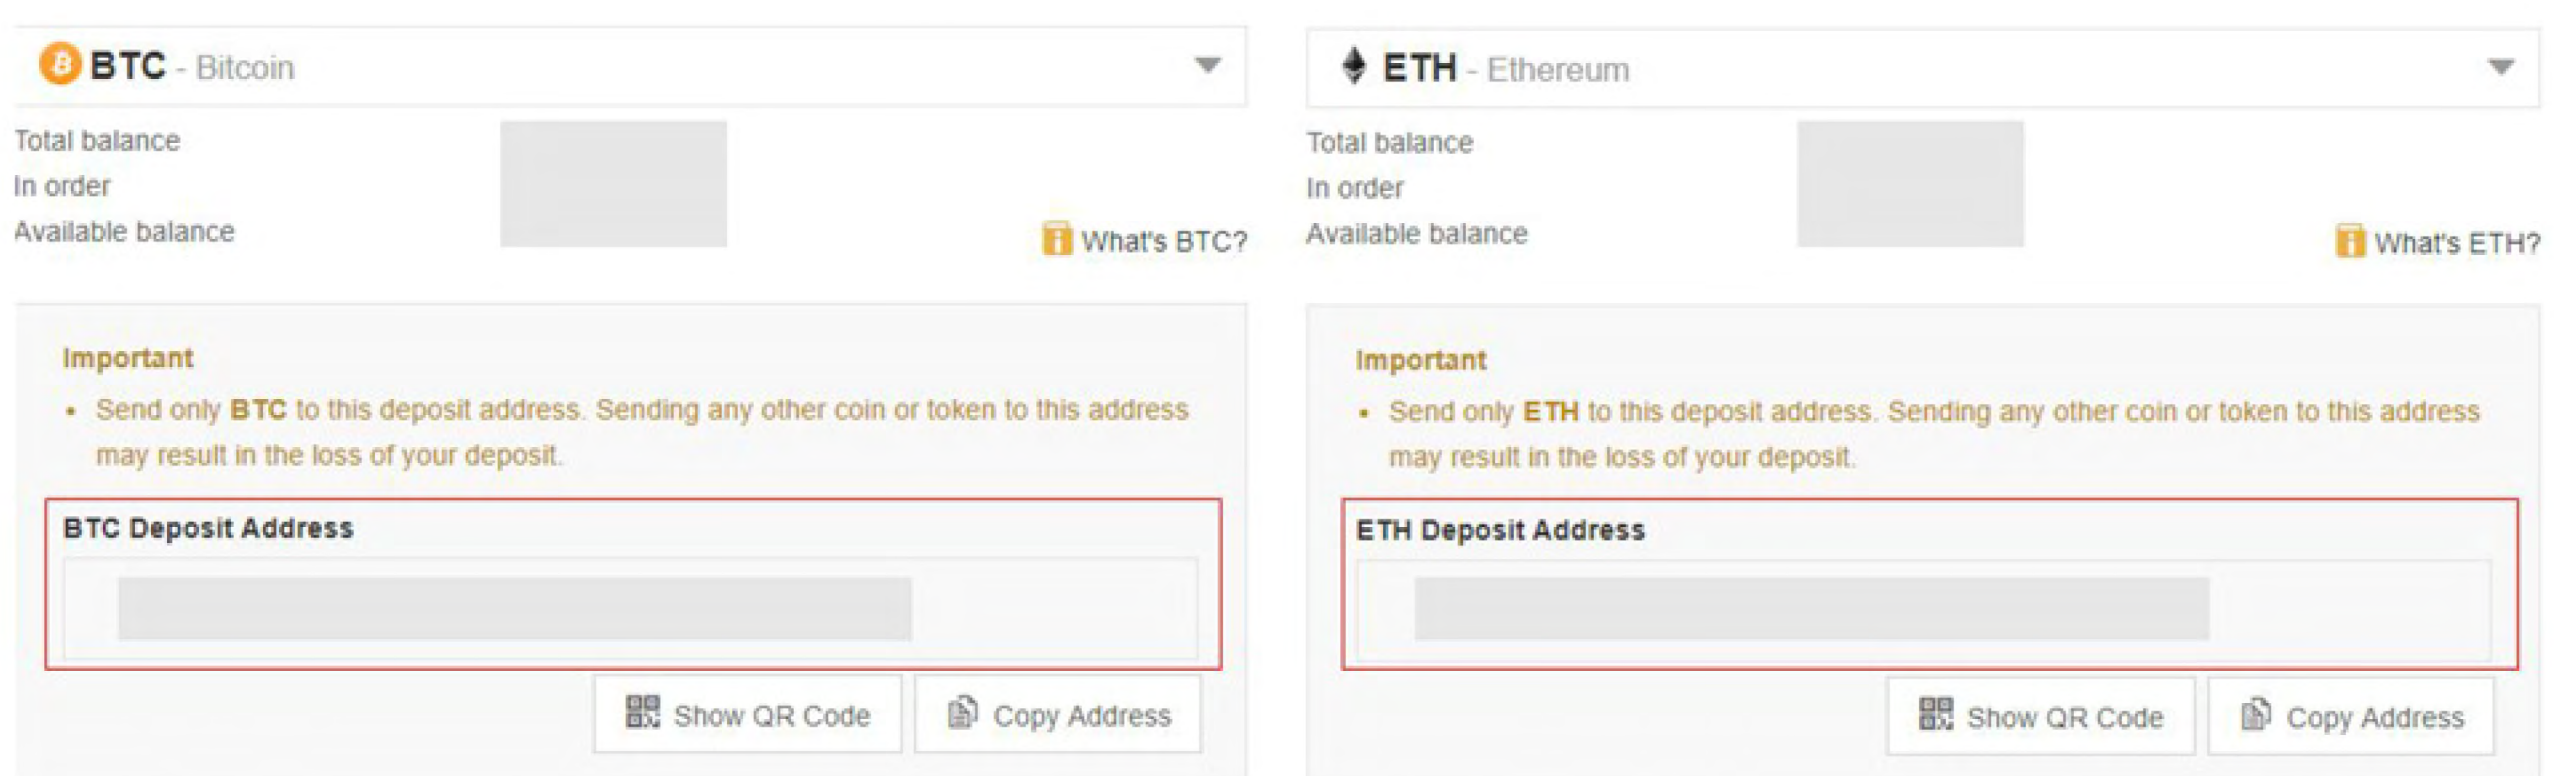 BTC - Bitcoin
Total balance
In order
Available balance
What's BTC?
Important
• Send only BTC to this deposit address. Sending any other coin or token to this address
may result in the loss of your deposit.
BTC Deposit Address
Show QR Code
Copy Address
ETH - Ethereum
Total balance
In order
Available balance
What's ETH?
Important
• Send only ETH to this deposit address. Sending any other coin or token to this address
may result in the loss of your deposit.
ETH Deposit Address
Show QR Code
Copy Address